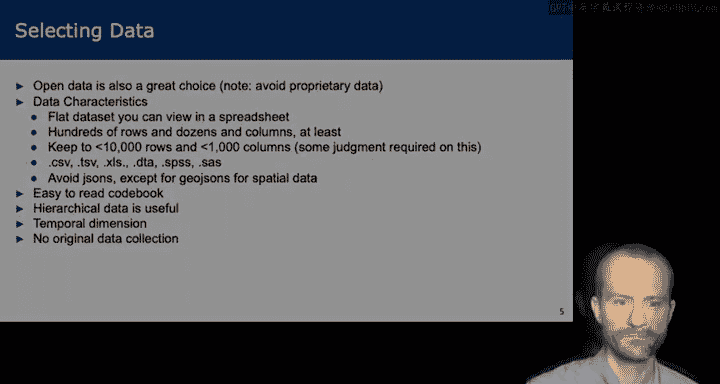 Selecting Data
► Open data is also a great choice (note: avoid proprietary data)
► Data Characteristics
• Flat dataset you can view in a spreadsheet
• Hundreds of rows and dozens and columns, at least
• Keep to <10,000 rows and <1,000 columns (some judgment required on this)
• .csv, .tsv, .xls., .dta, .spss, .sas
• Avoid jsons, except for geojsons for spatial data
► Easy to read codebook
► Hierarchical data is useful
► Temporal dimension
► No original data collection
5